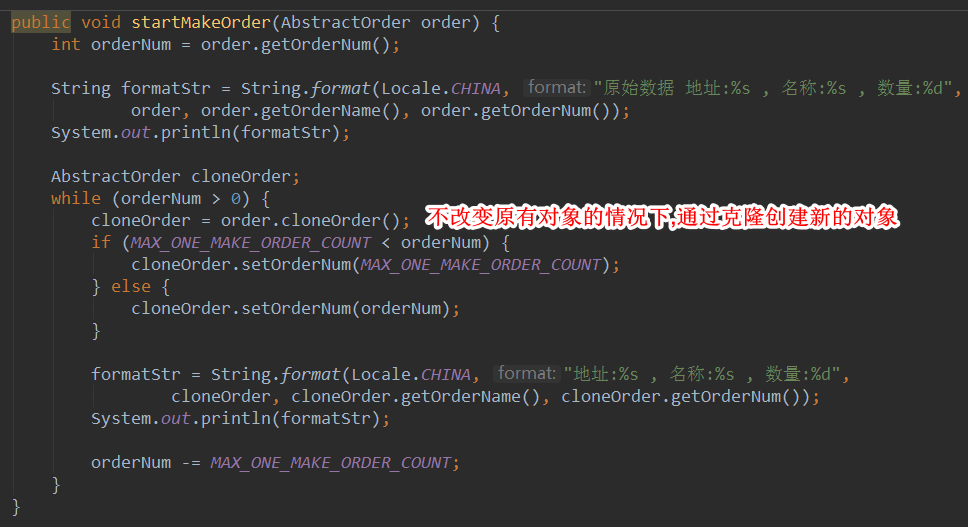 public void startMakeOrder(AbstractOrder order) {
int orderNum = order.getOrderNum();
String formatStr = String.format(Locale.CHINA, format: "原始数据 地址:%s , 名称:%s , 数量:%d",
order, order.getOrderName(), order.getOrderNum());
System.out.println(formatStr);
AbstractOrder cloneOrder;
while (orderNum > 0) {
cloneOrder = order.cloneOrder(); 不改变原有对象的情况下,通过克隆创建新的对象
if (MAX_ONE_MAKE_ORDER_COUNT < orderNum) {
cloneOrder.setOrderNum(MAX_ONE_MAKE_ORDER_COUNT);
} else {
cloneOrder.setOrderNum(orderNum);
}
formatStr = String.format(Locale.CHINA, format: "地址:%s , 名称:%s , 数量:%d",
cloneOrder, cloneOrder.getOrderName(), cloneOrder.getOrderNum());
System.out.println(formatStr);
orderNum -= MAX_ONE_MAKE_ORDER_COUNT;
}
}